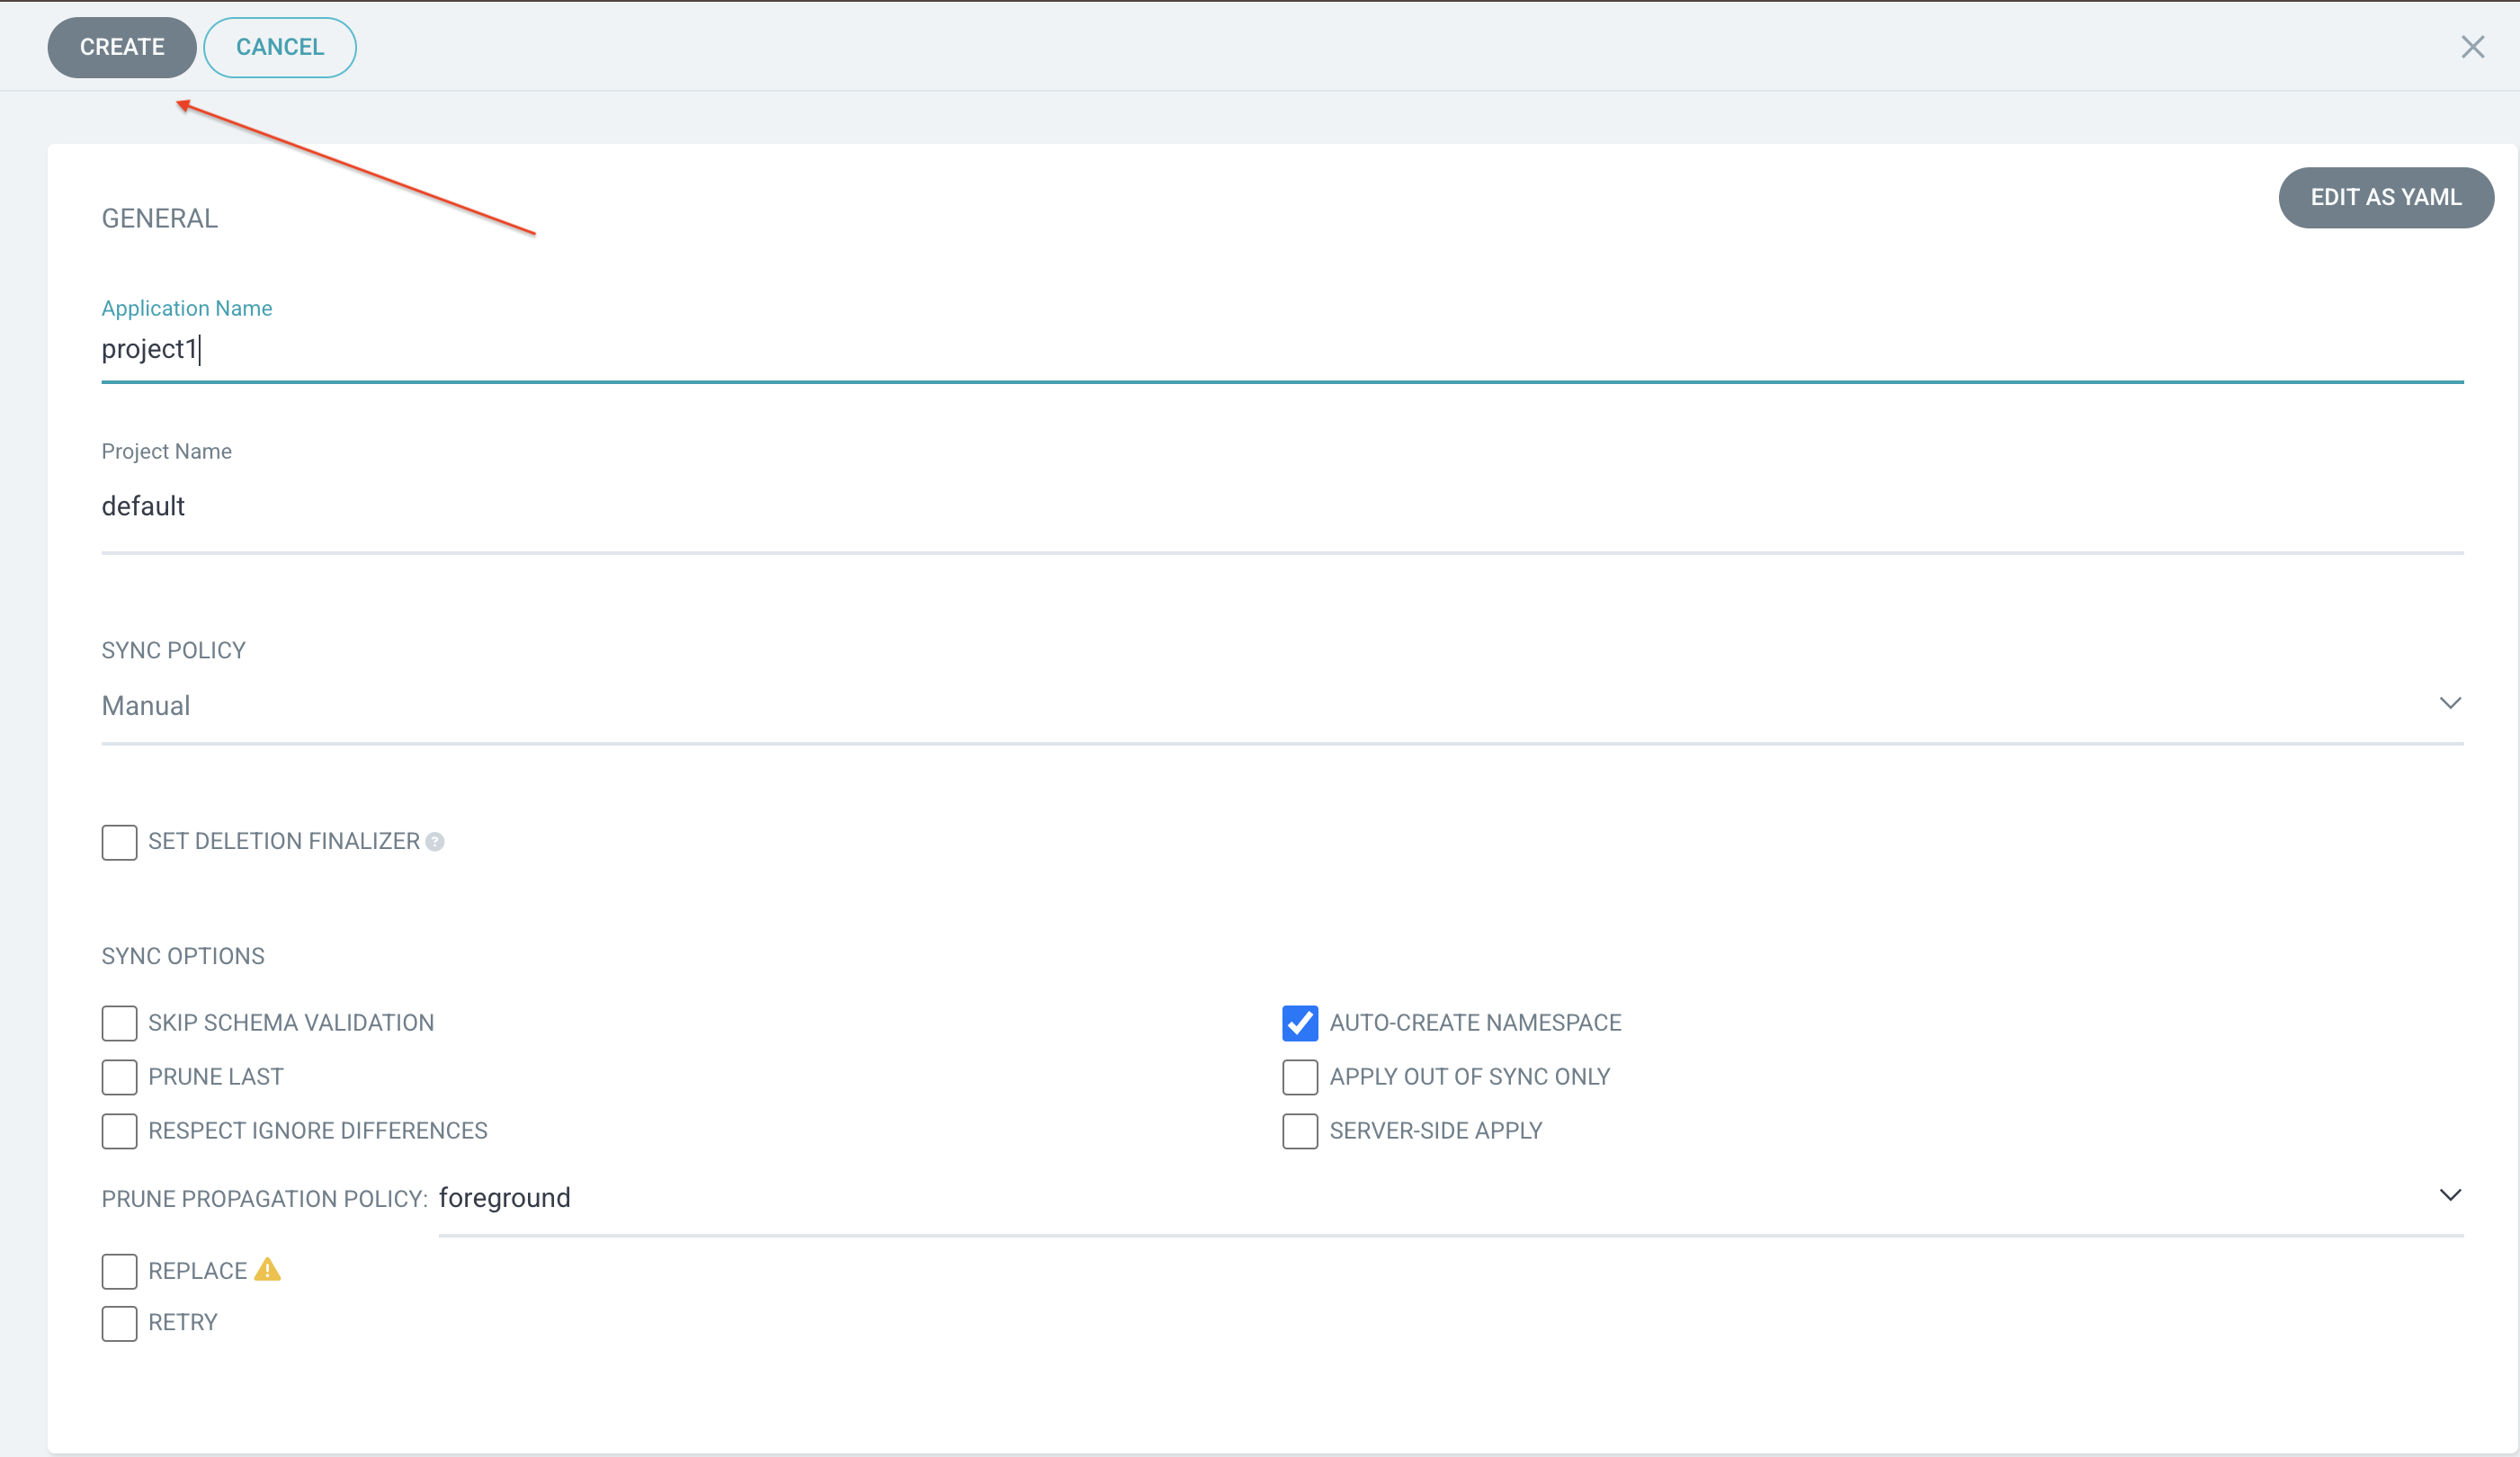 CREATE CANCEL
EDIT AS YAML
GENERAL
Application Name
project1
Project Name
default
SYNC POLICY
Manual
SET DELETION FINALIZER ?
SYNC OPTIONS
SKIP SCHEMA VALIDATION AUTO-CREATE NAMESPACE
PRUNE LAST APPLY OUT OF SYNC ONLY
RESPECT IGNORE DIFFERENCES SERVER-SIDE APPLY
PRUNE PROPAGATION POLICY: foreground
REPLACE
RETRY